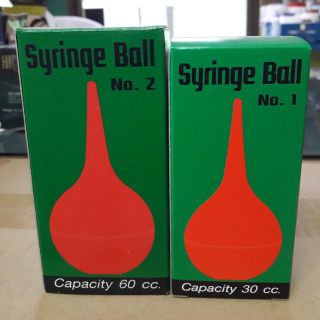 Syringe Ball
No. 2
Capacity 60 cc.
Syringe Ball
No. 1
Capacity 30 cc.